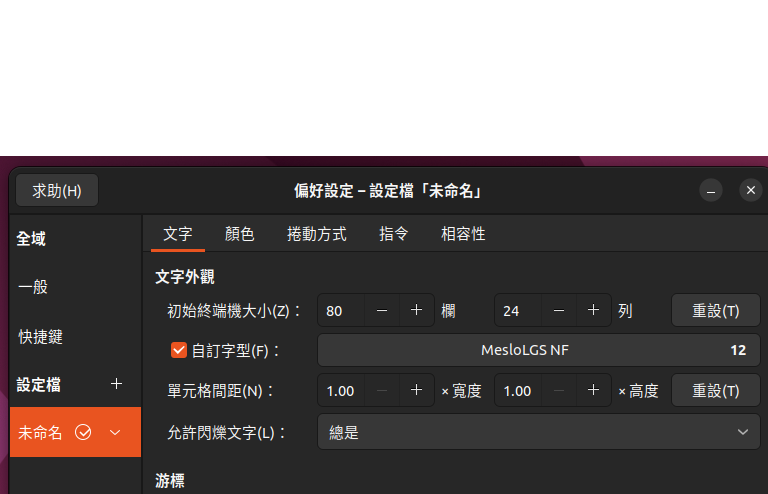 求助(H)
偏好設定 – 設定檔「未命名」
全域
一般
快捷鍵
設定檔
未命名
文字 顏色 捲動方式 指令 相容性
文字外觀
初始終端機大小(Z)： 80 欄 24 列 重設(T)
自訂字型(F)： MesloLGS NF 12
單元格間距(N)： 1.00 × 寬度 1.00 × 高度 重設(T)
允許閃爍文字(L)： 總是
游標